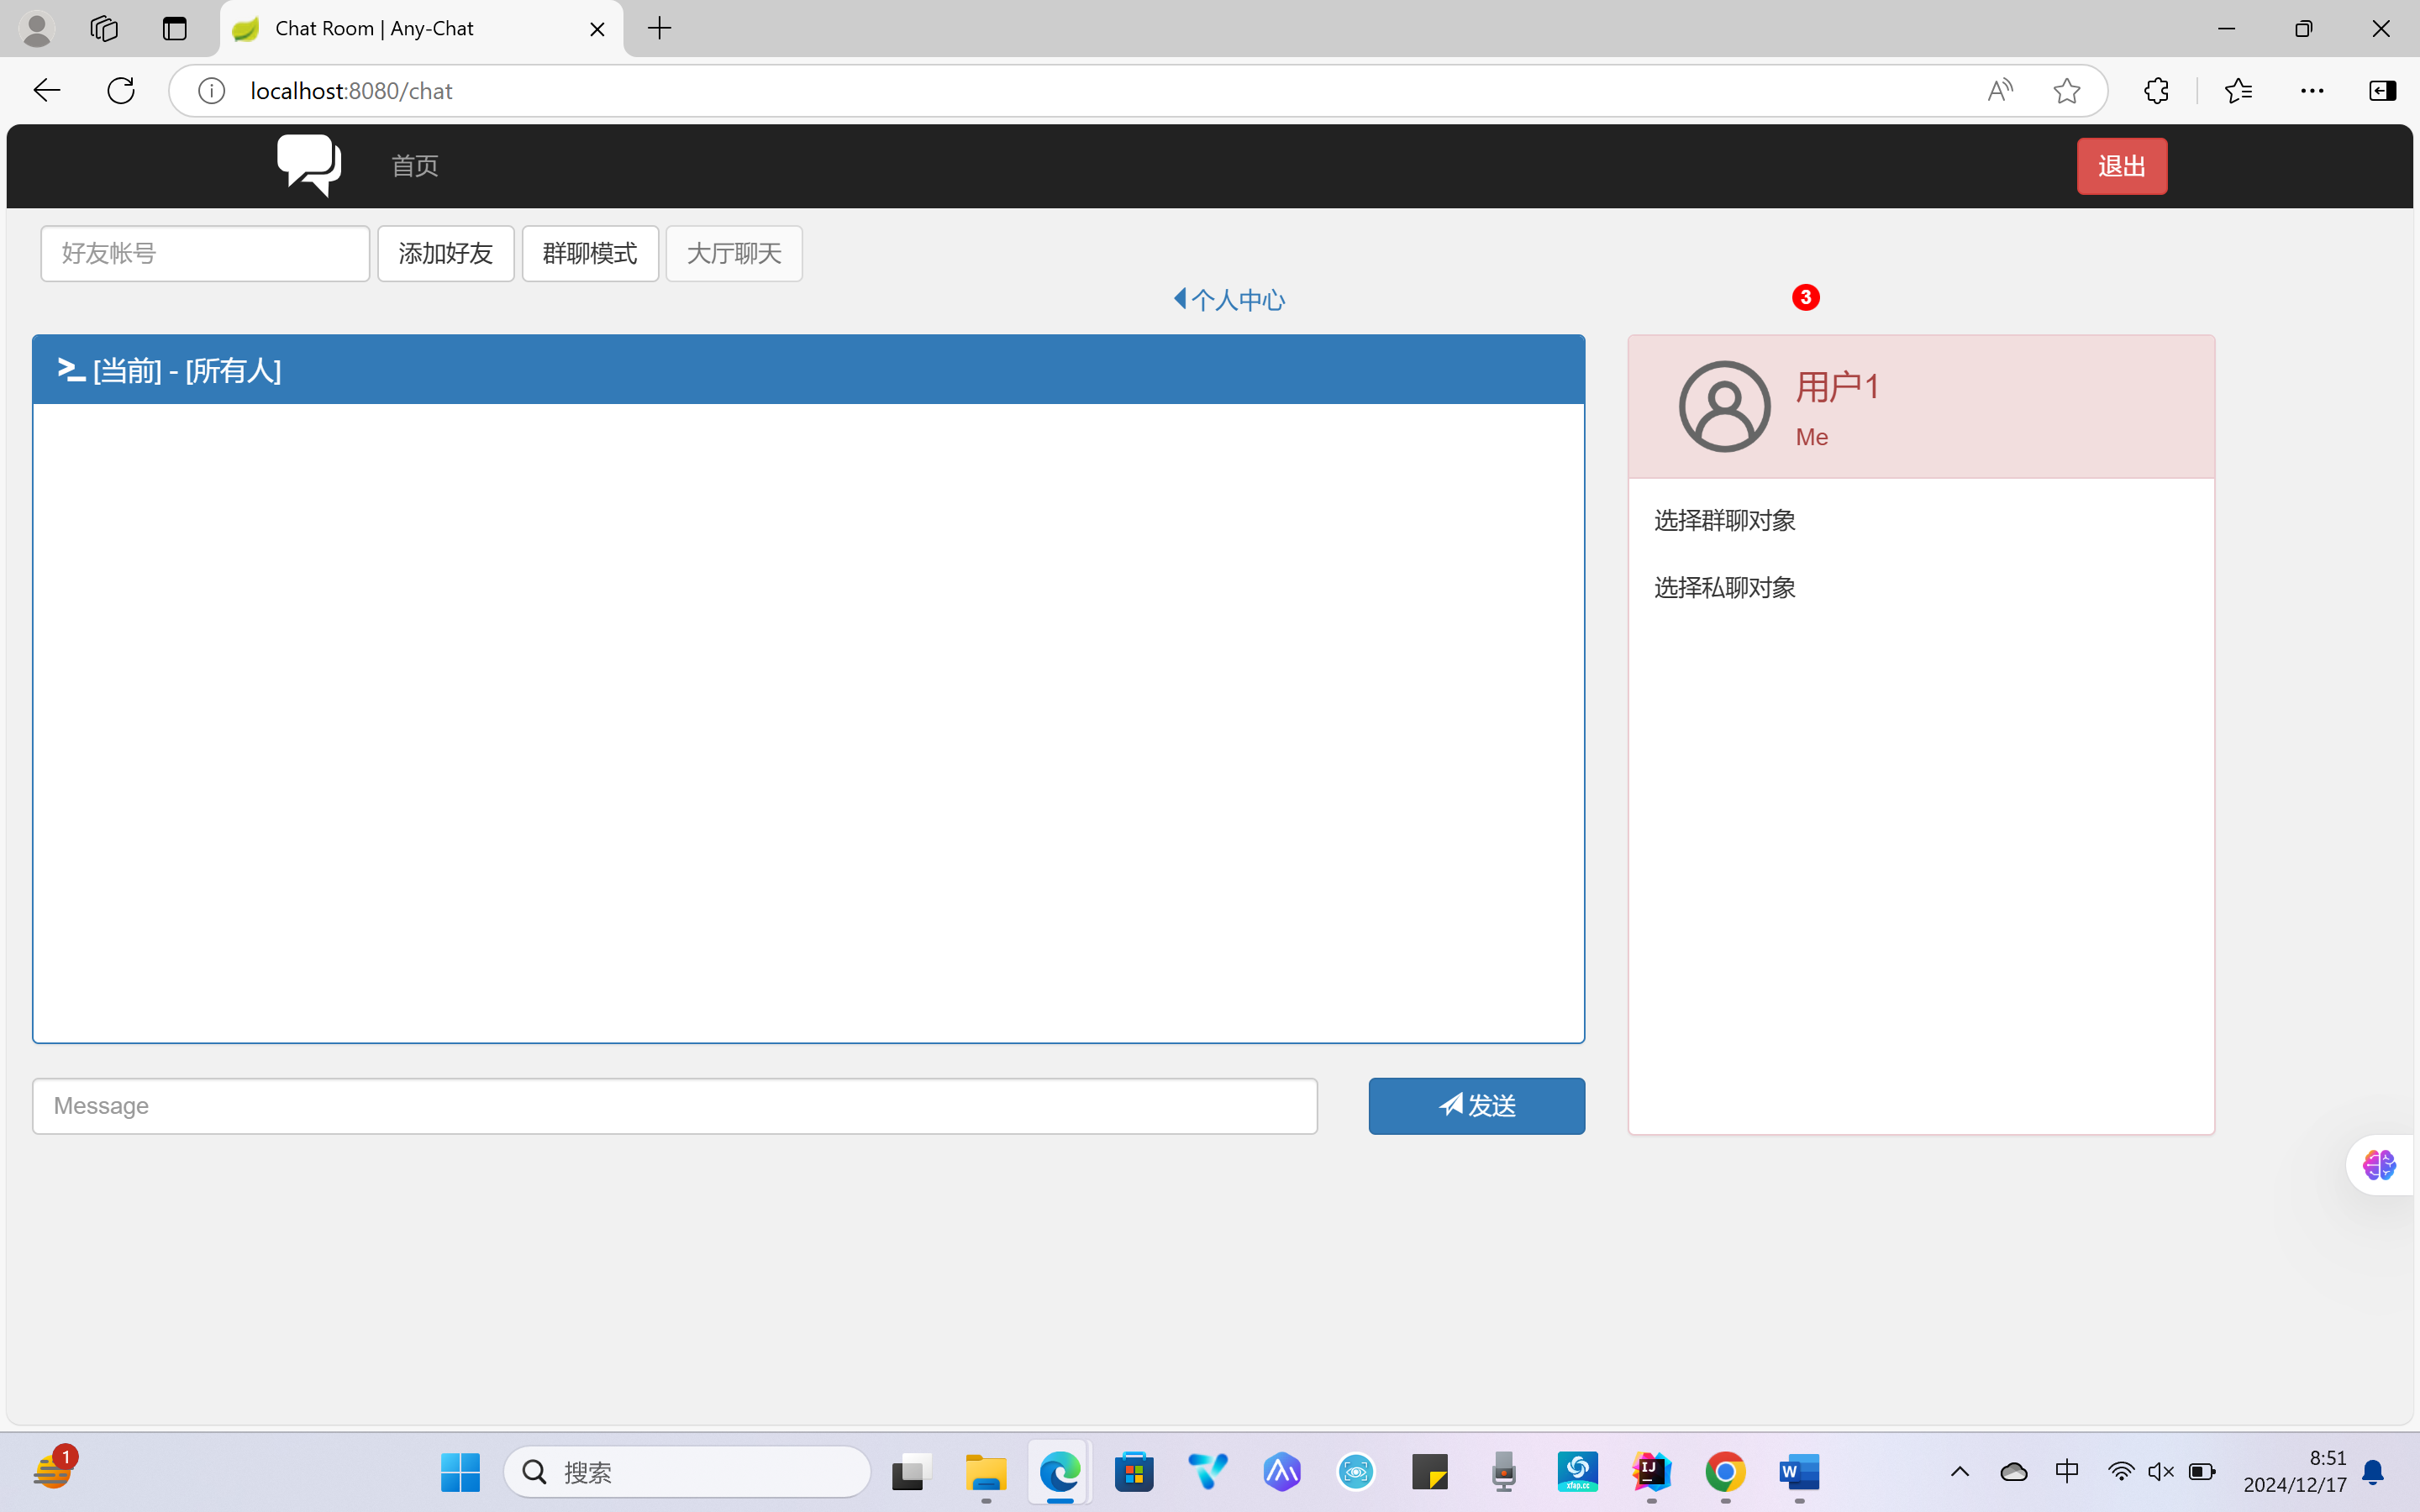 Chat Room | Any-Chat
localhost:8080/chat
首页
退出
好友帐号
添加好友
群聊模式
大厅聊天
个人中心
3
[当前] - [所有人]
用户1
Me
选择群聊对象
选择私聊对象
Message
发送
1
搜索
xfxp.cc
IJ
W
中
8:51
2024/12/17